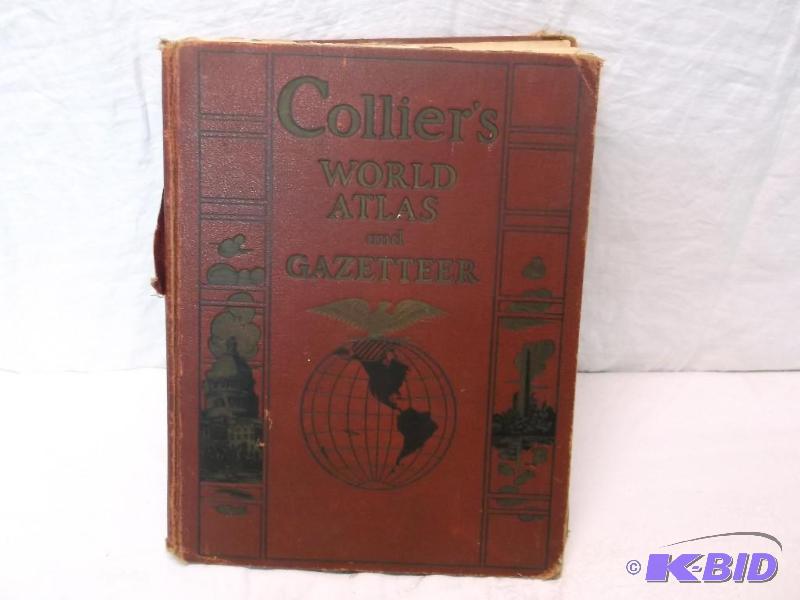 Collier's
WORLD
ATLAS
and
GAZETTEER
© K-BID